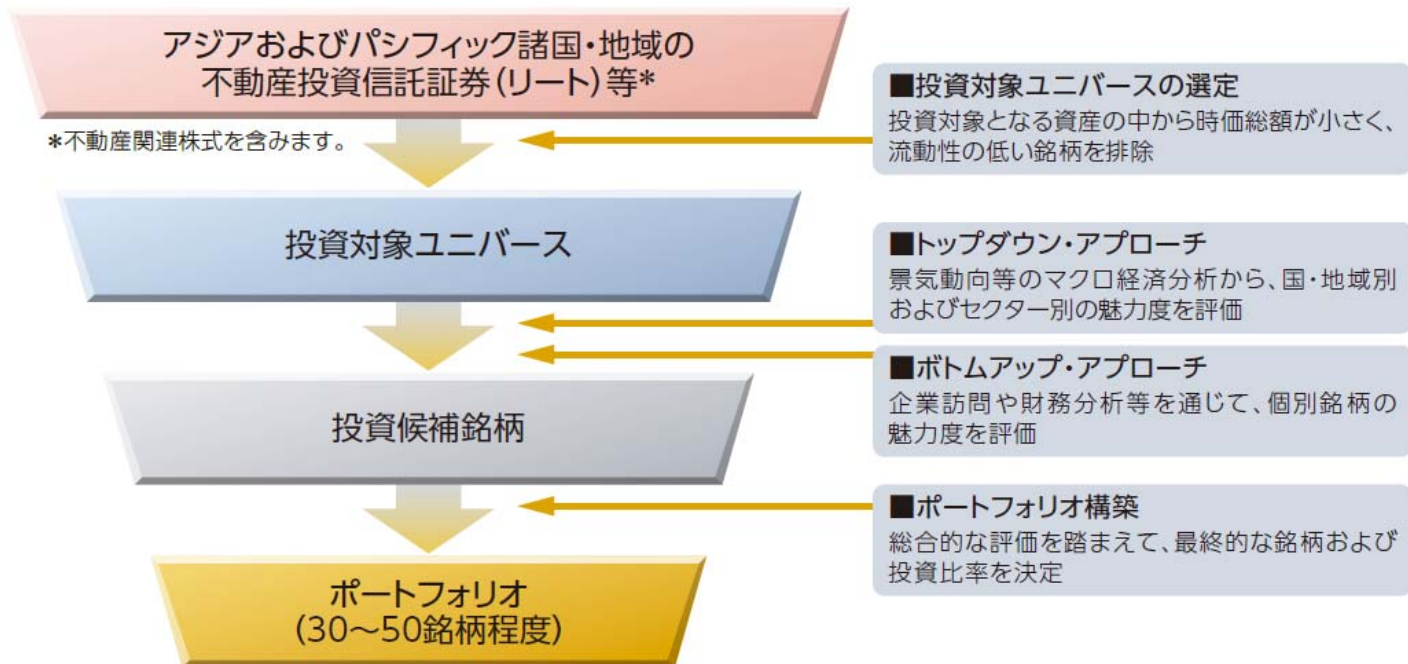 アジアおよびパシフィック諸国・地域の
不動産投資信託証券(リート)等*
*不動産関連株式を含みます。
■投資対象ユニバースの選定
投資対象となる資産の中から時価総額が小さく、
流動性の低い銘柄を排除
投資対象ユニバース
■トップダウン・アプローチ
景気動向等のマクロ経済分析から、国・地域別
およびセクター別の魅力度を評価
■ボトムアップ・アプローチ
企業訪問や財務分析等を通じて、個別銘柄の
魅力度を評価
投資候補銘柄
■ポートフォリオ構築
総合的な評価を踏まえて、最終的な銘柄および
投資比率を決定
ポートフォリオ
(30～50銘柄程度)